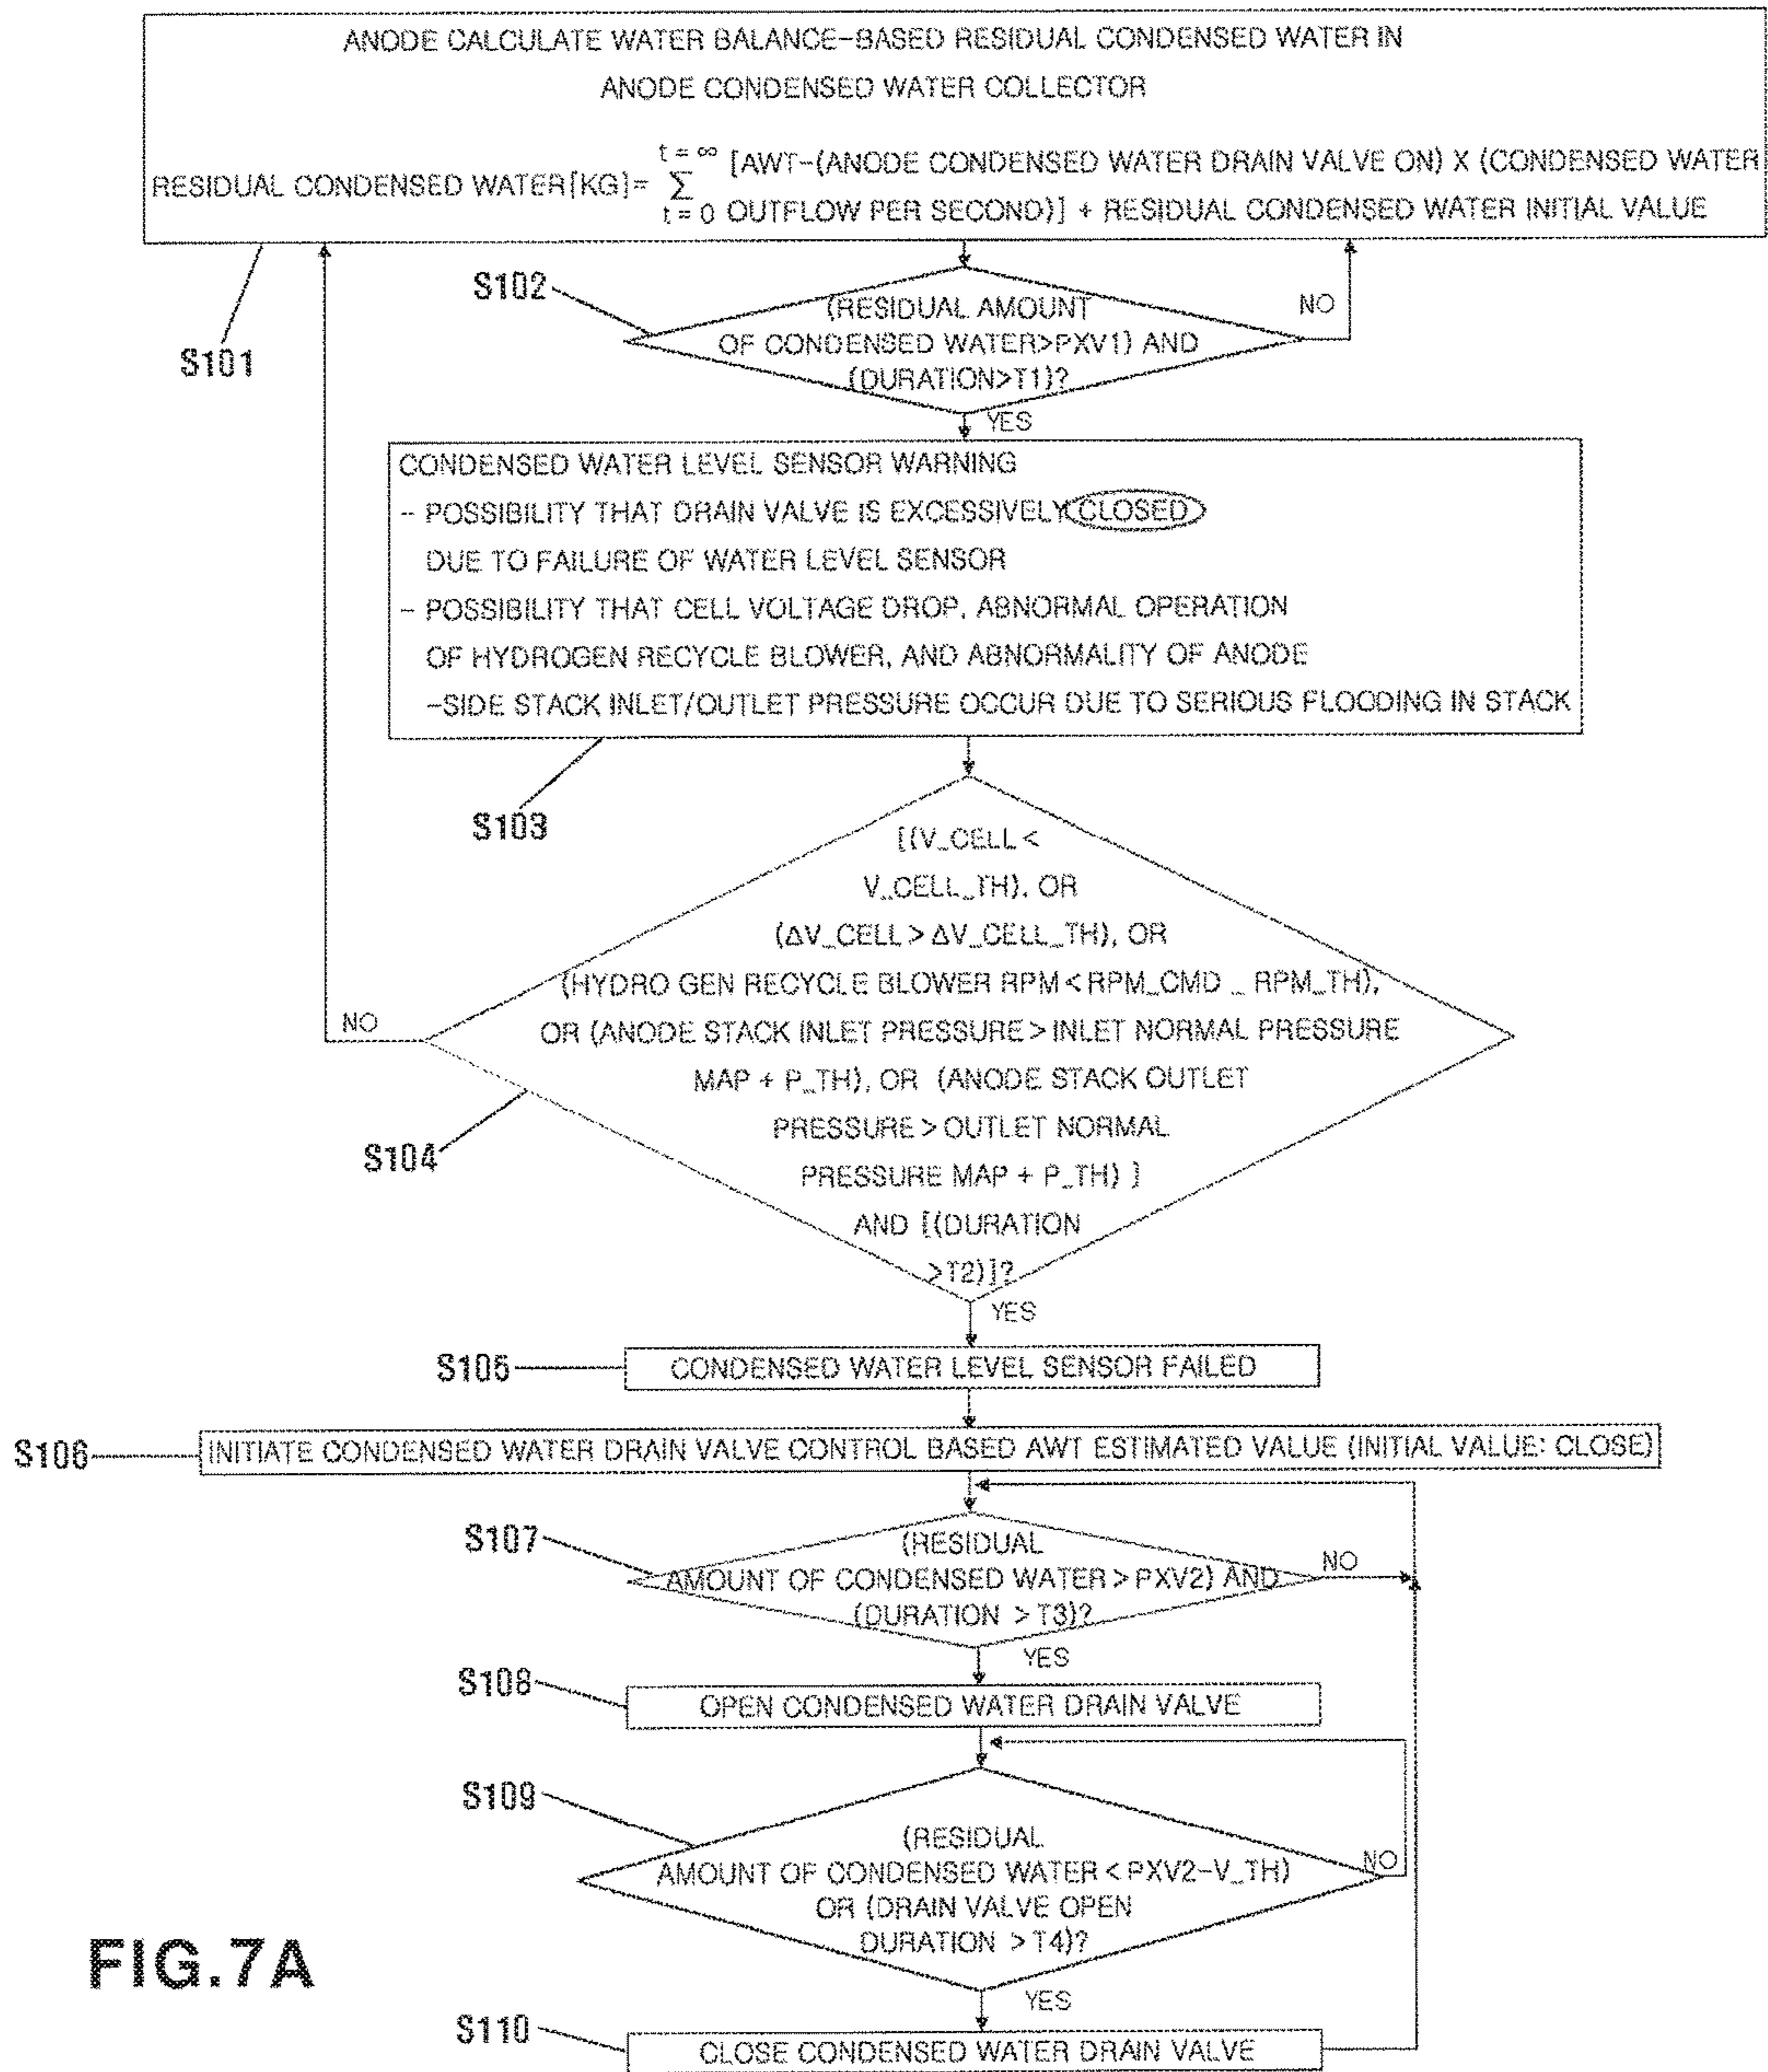 ANODE CALCULATE WATER BALANCE-BASED RESIDUAL CONDENSED WATER IN
ANODE CONDENSED WATER COLLECTOR
t = ∞
[AWT-(ANODE CONDENSED WATER DRAIN VALVE ON) X (CONDENSED WATER
RESIDUAL CONDENSED WATER[KG]= Σ
t = 0 OUTFLOW PER SECOND)] + RESIDUAL CONDENSED WATER INITIAL VALUE
S101
S102
(RESIDUAL AMOUNT
OF CONDENSED WATER>PXV1) AND
(DURATION>T1)?
NO
YES
CONDENSED WATER LEVEL SENSOR WARNING
- POSSIBILITY THAT DRAIN VALVE IS EXCESSIVELY CLOSED
DUE TO FAILURE OF WATER LEVEL SENSOR
- POSSIBILITY THAT CELL VOLTAGE DROP, ABNORMAL OPERATION
OF HYDROGEN RECYCLE BLOWER, AND ABNORMALITY OF ANODE
-SIDE STACK INLET/OUTLET PRESSURE OCCUR DUE TO SERIOUS FLOODING IN STACK
S103
[(V_CELL <
V_CELL_TH), OR
(ΔV_CELL > ΔV_CELL_TH), OR
(HYDRO GEN RECYCLE BLOWER RPM < RPM_CMD _ RPM_TH),
OR (ANODE STACK INLET PRESSURE > INLET NORMAL PRESSURE
MAP + P_TH), OR (ANODE STACK OUTLET
PRESSURE > OUTLET NORMAL
PRESSURE MAP + P_TH) ]
AND [(DURATION
>T2)]?
NO
S104
YES
S105
CONDENSED WATER LEVEL SENSOR FAILED
S106
INITIATE CONDENSED WATER DRAIN VALVE CONTROL BASED AWT ESTIMATED VALUE (INITIAL VALUE: CLOSE)
S107
(RESIDUAL
AMOUNT OF CONDENSED WATER > PXV2) AND
(DURATION > T3)?
NO
YES
S108
OPEN CONDENSED WATER DRAIN VALVE
S109
(RESIDUAL
AMOUNT OF CONDENSED WATER < PXV2-V_TH)
OR (DRAIN VALVE OPEN
DURATION > T4)?
NO
YES
S110
CLOSE CONDENSED WATER DRAIN VALVE
FIG.7A